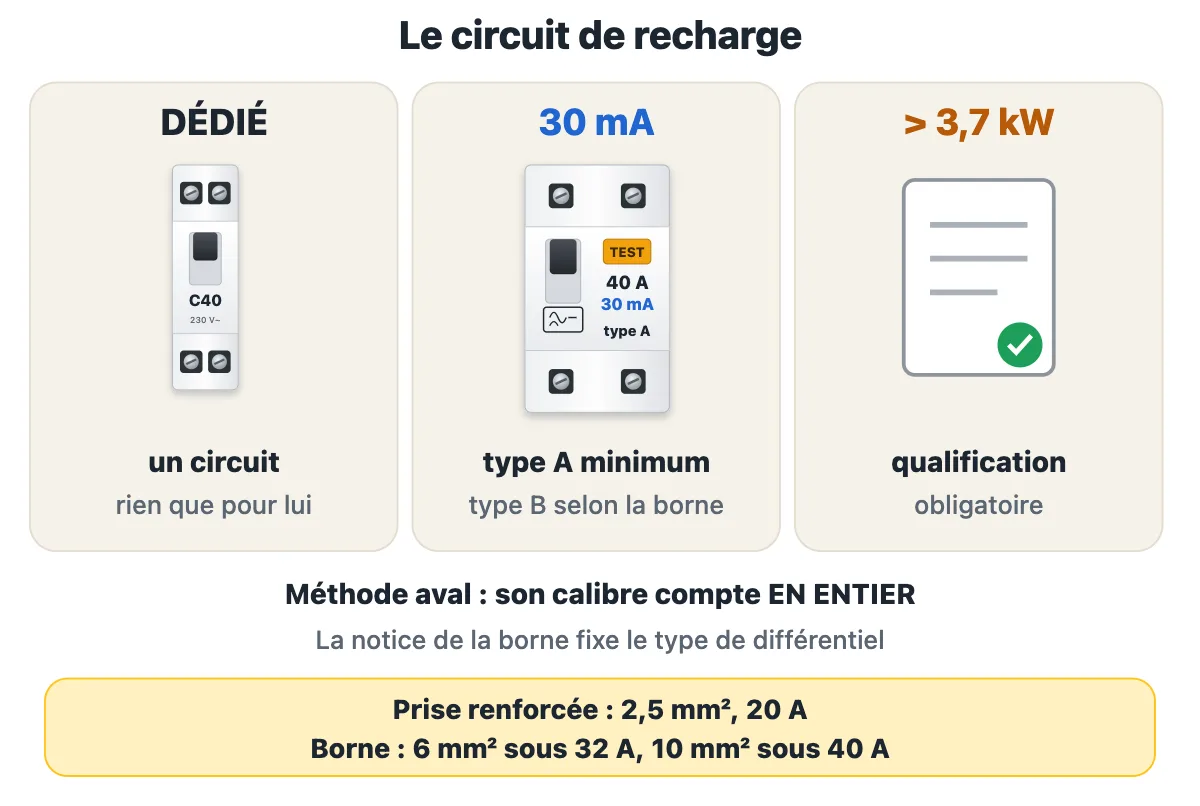 Le circuit de recharge
DÉDIÉ
C40
230 V~
un circuit
rien que pour lui
30 mA
TEST
40 A
30 mA
type A
type A minimum
type B selon la borne
> 3,7 kW
qualification
obligatoire
Méthode aval : son calibre compte EN ENTIER
La notice de la borne fixe le type de différentiel
Prise renforcée : 2,5 mm², 20 A
Borne : 6 mm² sous 32 A, 10 mm² sous 40 A